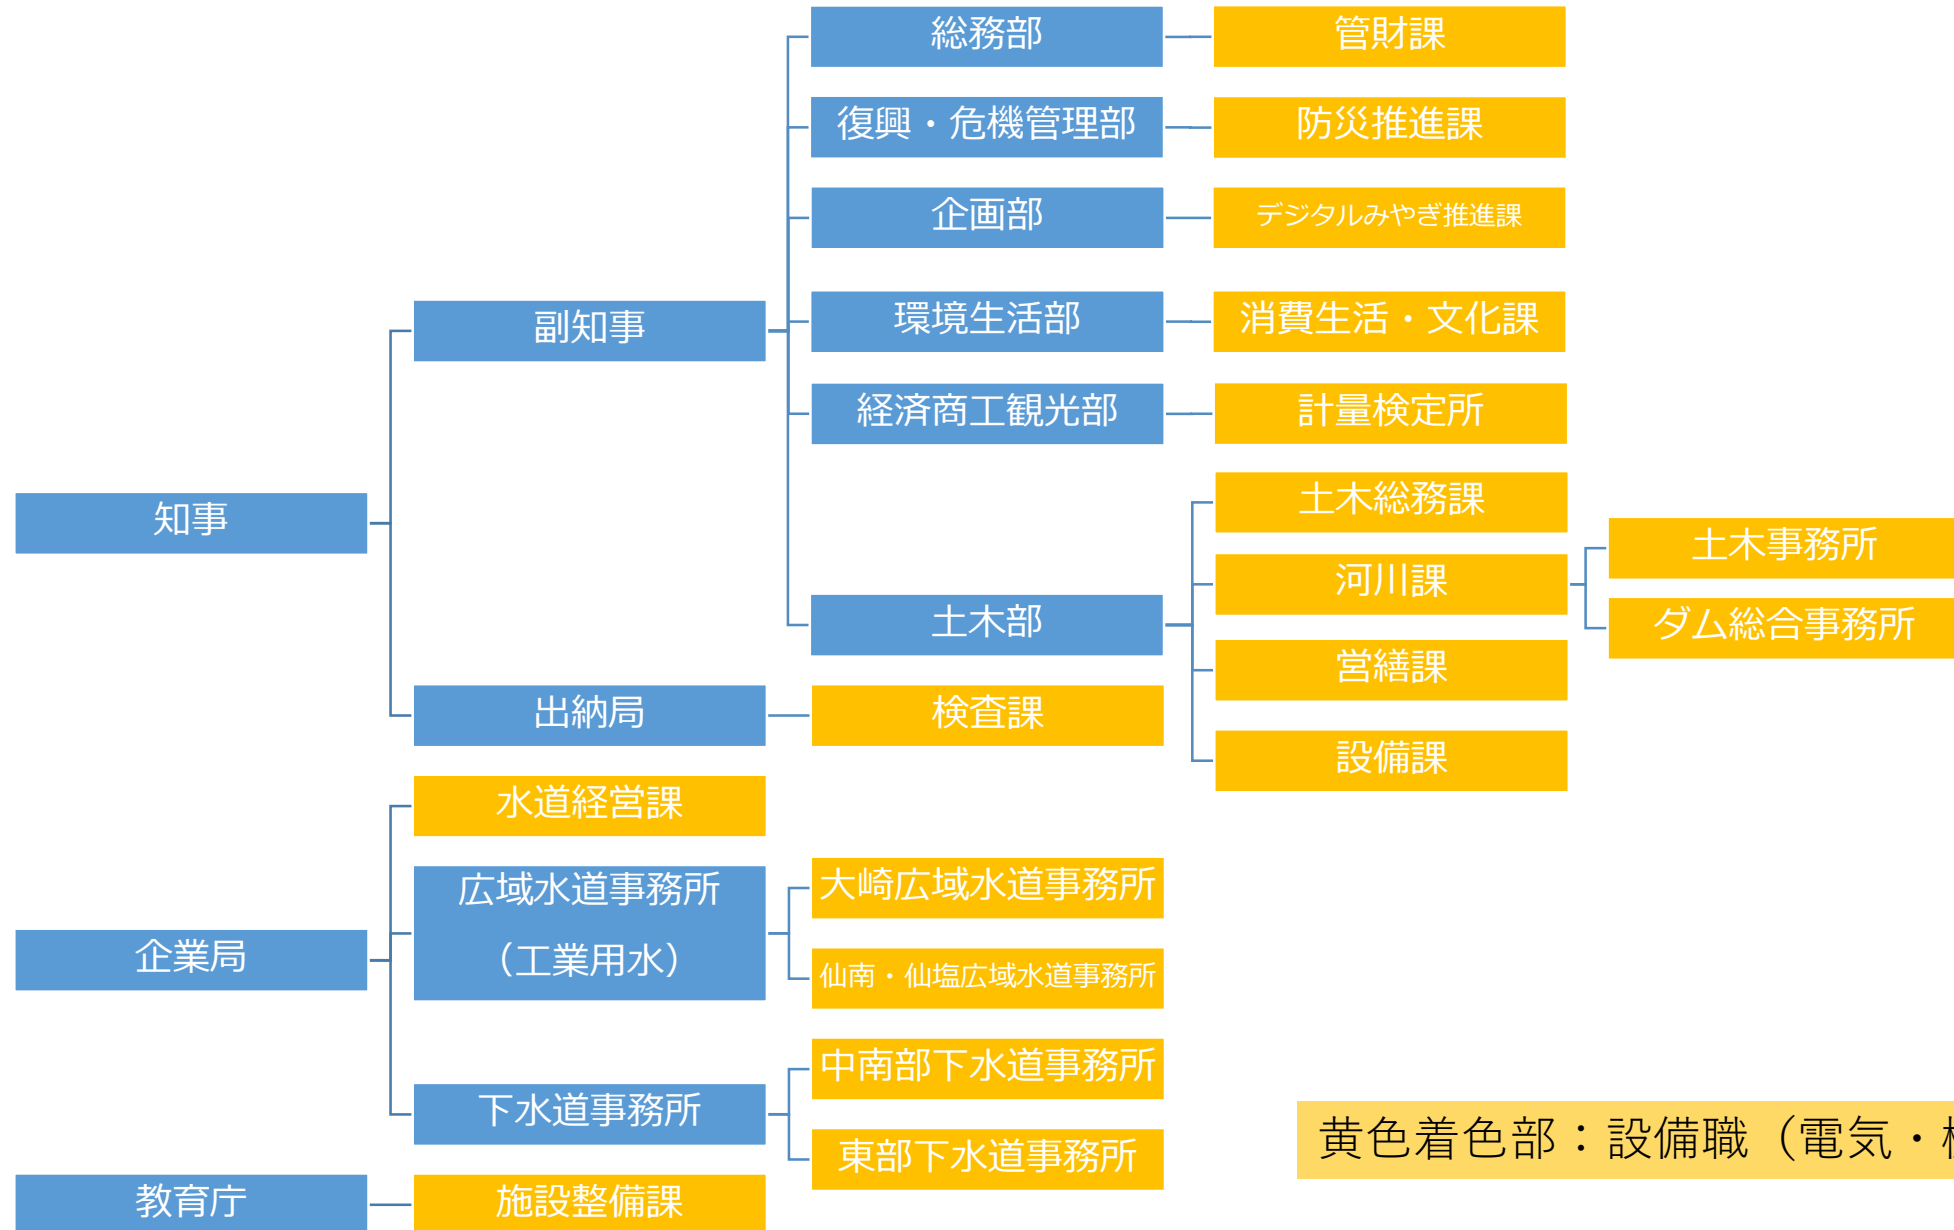 知事
副知事
総務部
管財課
復興・危機管理部
防災推進課
企画部
デジタルみやぎ推進課
環境生活部
消費生活・文化課
経済商工観光部
計量検定所
土木部
土木総務課
河川課
土木事務所
ダム総合事務所
営繕課
設備課
出納局
検査課
企業局
水道経営課
広域水道事務所
（工業用水）
大崎広域水道事務所
仙南・仙塩広域水道事務所
下水道事務所
中南部下水道事務所
東部下水道事務所
教育庁
施設整備課
黄色着色部：設備職（電気・